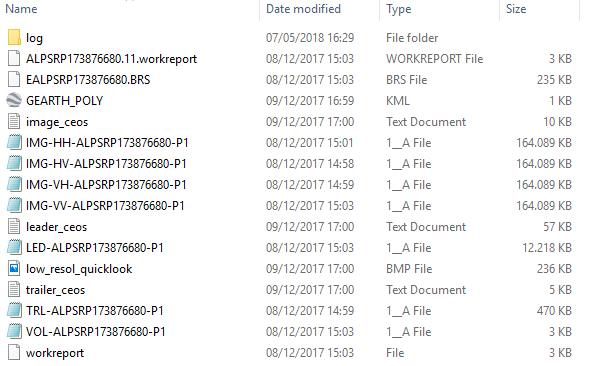 Name Date modified Type Size
log 07/05/2018 16:29 File folder
ALPSRP173876680.11.workreport 08/12/2017 15:03 WORKREPORT File 3 KB
EALPSRP173876680.BRS 08/12/2017 15:03 BRS File 235 KB
GEARTH_POLY 09/12/2017 16:59 KML 1 KB
image_ceos 09/12/2017 17:00 Text Document 10 KB
IMG-HH-ALPSRP173876680-P1 08/12/2017 15:01 1__A File 164.089 KB
IMG-HV-ALPSRP173876680-P1 08/12/2017 14:58 1__A File 164.089 KB
IMG-VH-ALPSRP173876680-P1 08/12/2017 14:59 1__A File 164.089 KB
IMG-VV-ALPSRP173876680-P1 08/12/2017 15:03 1__A File 164.089 KB
leader_ceos 09/12/2017 17:00 Text Document 57 KB
LED-ALPSRP173876680-P1 08/12/2017 15:03 1__A File 12.218 KB
low_resol_quicklook 09/12/2017 17:00 BMP File 236 KB
trailer_ceos 09/12/2017 17:00 Text Document 5 KB
TRL-ALPSRP173876680-P1 08/12/2017 14:59 1__A File 470 KB
VOL-ALPSRP173876680-P1 08/12/2017 15:03 1__A File 3 KB
workreport 08/12/2017 15:03 File 3 KB